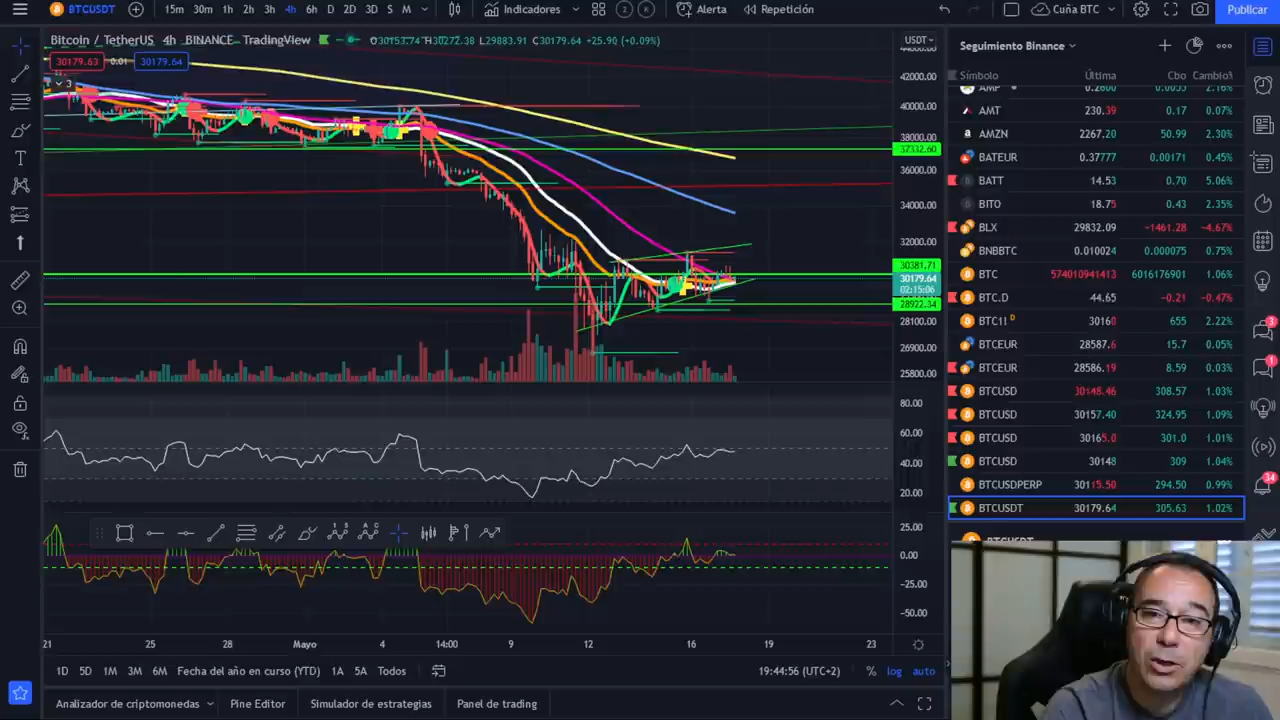 BTCUSDT 15m 30m 1h 2h 3h 4h 6h D 2D 3D S M Indicadores Alerta Repetición Cuña BTC Publicar
Bitcoin / TetherUS 4h BINANCE TradingView O30153.74 H30272.38 L29883.91 C30179.64 +25.90 (+0.09%)
30179.63 0.01 30179.64
3
USDT
42000.00
40000.00
38000.00
37332.60
36000.00
34000.00
32000.00
30381.71
30179.64
02:15:06
28922.34
28100.00
26900.00
25800.00
80.00
60.00
40.00
20.00
25.00
0.00
−25.00
−50.00
21 25 28 Mayo 4 14:00 9 12 16 19 23
1D 5D 1M 3M 6M Fecha del año en curso (YTD) 1A 5A Todos 19:44:56 (UTC+2) % log auto
Analizador de criptomonedas Pine Editor Simulador de estrategias Panel de trading
Seguimiento Binance
Símbolo Última Cbo Cambio%
AMP 0.2600 0.0055 2.16%
AMT 230.39 0.17 0.07%
AMZN 2267.20 50.99 2.30%
BATEUR 0.37777 0.00171 0.45%
BATT 14.53 0.70 5.06%
BITO 18.75 0.43 2.35%
BLX 29832.09 −1461.28 −4.67%
BNBBTC 0.010024 0.000075 0.75%
BTC 574010941413 6016176901 1.06%
BTC.D 44.65 −0.21 −0.47%
BTC1! D 30160 655 2.22%
BTCEUR 28587.6 15.7 0.05%
BTCEUR 28586.19 8.59 0.03%
BTCUSD 30148.46 308.57 1.03%
BTCUSD 30157.40 324.95 1.09%
BTCUSD 30165.0 301.0 1.01%
BTCUSD 30148 309 1.04%
BTCUSDPERP 30115.50 294.50 0.99%
BTCUSDT 30179.64 305.63 1.02%
3
1
34